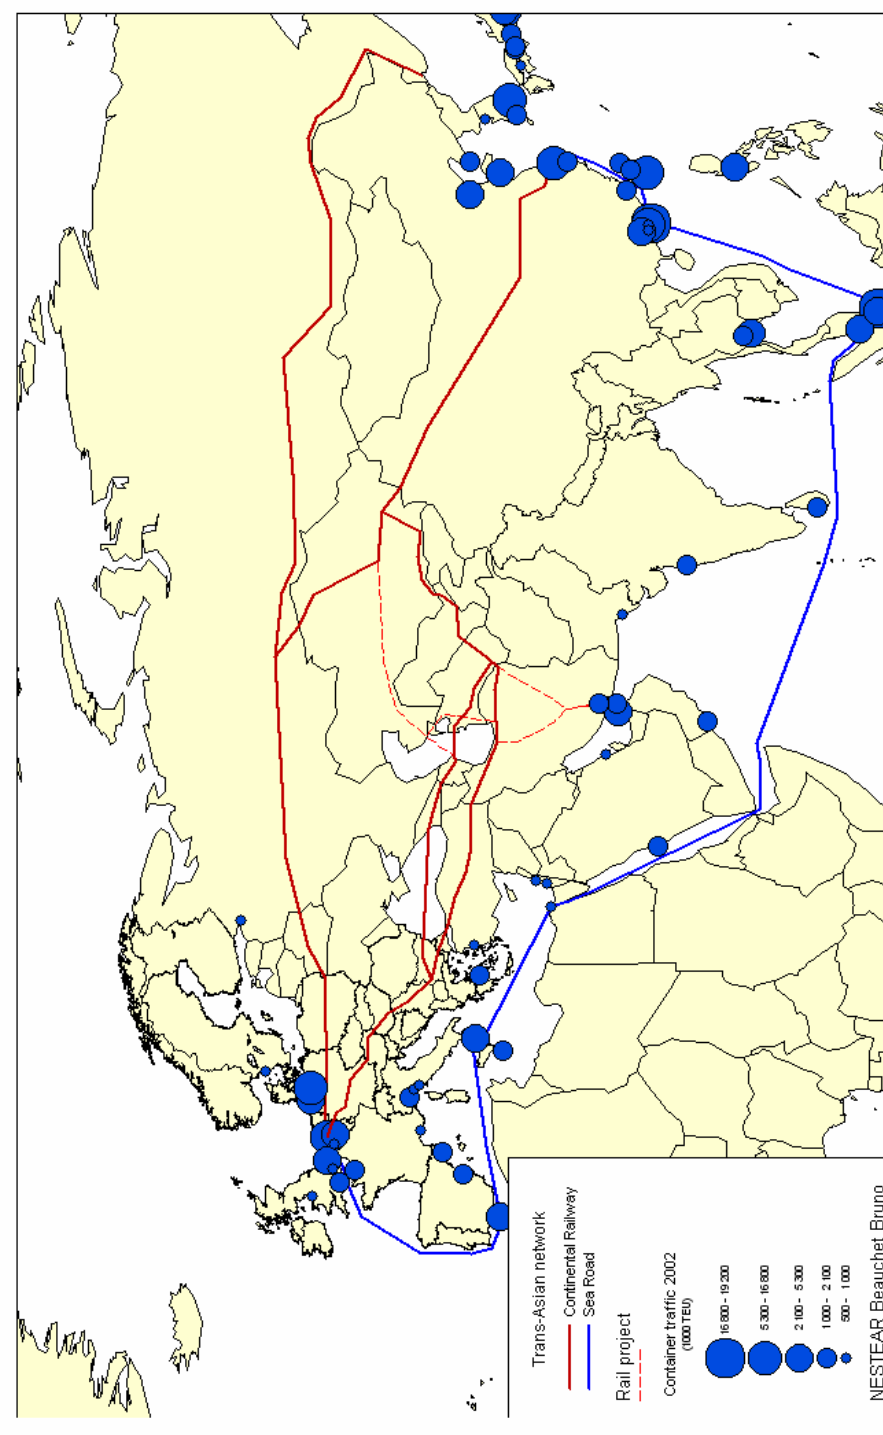 Trans-Asian network
Continental Railway
Sea Road
Rail project
Container traffic 2002
(1000 TEU)
16 800 - 19 200
5 300 - 16 800
2 100 - 5 300
1 000 - 2 100
500 - 1 000
NESTEAR Beauchet Bruno